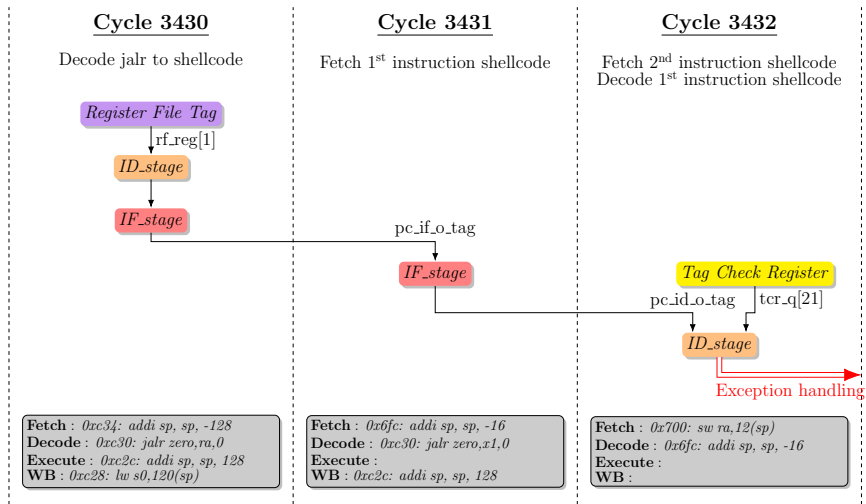 Cycle 3430
Decode jalr to shellcode
Register File Tag
rf_reg[1]
ID_stage
IF_stage
Fetch : 0xc34: addi sp, sp, -128
Decode : 0xc30: jalr zero,ra,0
Execute : 0xc2c: addi sp, sp, 128
WB : 0xc28: lw s0,120(sp)
Cycle 3431
Fetch 1st instruction shellcode
pc_if_o_tag
IF_stage
Fetch : 0x6fc: addi sp, sp, -16
Decode : 0xc30: jalr zero,x1,0
Execute :
WB : 0xc2c: addi sp, sp, 128
Cycle 3432
Fetch 2nd instruction shellcode
Decode 1st instruction shellcode
Tag Check Register
pc_id_o_tag
tcr_q[21]
ID_stage
Exception handling
Fetch : 0x700: sw ra,12(sp)
Decode : 0x6fc: addi sp, sp, -16
Execute :
WB :